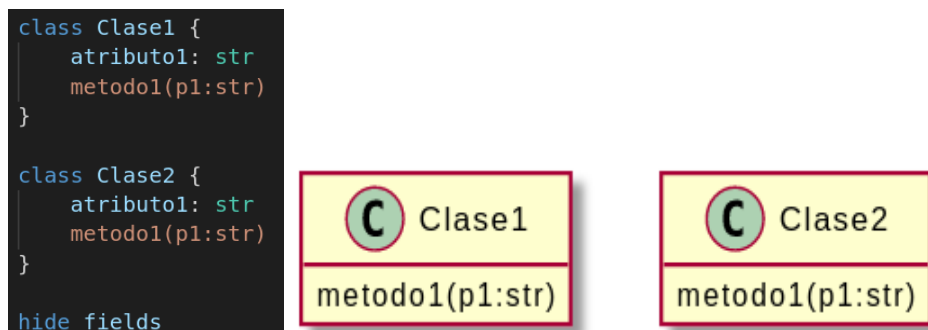 class Clase1 {
    atributo1: str
    metodo1(p1:str)
}
class Clase2 {
    atributo1: str
    metodo1(p1:str)
}
hide fields
C Clase1
metodo1(p1:str)
C Clase2
metodo1(p1:str)